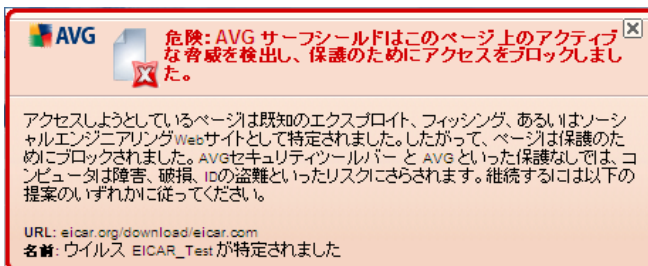 AVG
危険: AVG サーフシールドはこのページ上のアクティブ
な脅威を検出し、保護のためにアクセスをブロックしまし
た。
アクセスしようとしているページは既知のエクスプロイト、フィッシング、あるいはソーシ
ャルエンジニアリングWebサイトとして特定されました。したがって、ページは保護のた
めにブロックされました。AVGセキュリティツールバー と AVG といった保護なしでは、コ
ンピュータは障害、破損、IDの盗難といったリスクにさらされます。継続するには以下の
提案のいずれかに従ってください。
URL: eicar.org/download/eicar.com
名前: ウイルス EICAR_Test が特定されました